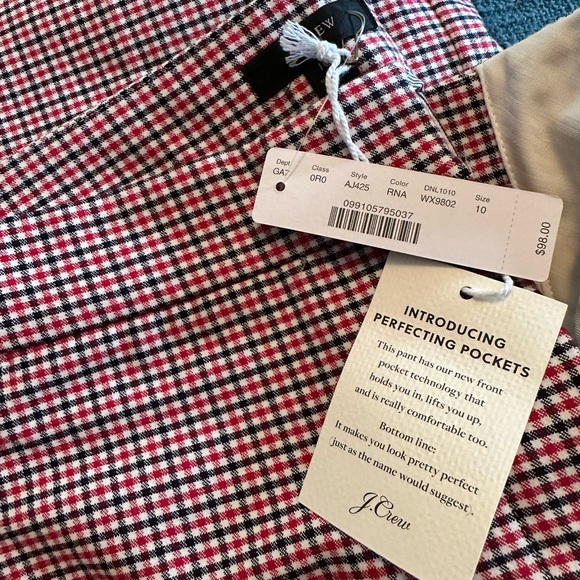 EW
Dept Class Style Color DNL1010 Size
GA7 0R0 AJ425 RNA WX9802 10
099105795037
$98.00
INTRODUCING
PERFECTING POCKETS
This pant has our new front
pocket technology that
holds you in, lifts you up,
and is really comfortable too.
Bottom line:
It makes you look pretty perfect
just as the name would suggest.
J.Crew